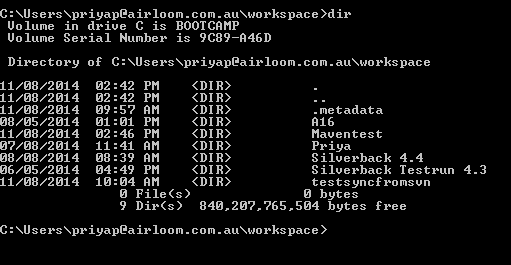 C:\Users\priyap@airloom.com.au\workspace>dir
 Volume in drive C is BOOTCAMP
 Volume Serial Number is 9C89-A46D

 Directory of C:\Users\priyap@airloom.com.au\workspace

11/08/2014  02:42 PM    <DIR>          .
11/08/2014  02:42 PM    <DIR>          ..
11/08/2014  09:57 AM    <DIR>          .metadata
08/05/2014  01:01 PM    <DIR>          A16
11/08/2014  02:46 PM    <DIR>          Maventest
07/08/2014  11:41 AM    <DIR>          Priya
08/08/2014  08:39 AM    <DIR>          Silverback 4.4
06/05/2014  04:49 PM    <DIR>          Silverback Testrun 4.3
11/08/2014  10:04 AM    <DIR>          testsyncfromsvn
               0 File(s)              0 bytes
               9 Dir(s)  840,207,765,504 bytes free

C:\Users\priyap@airloom.com.au\workspace>